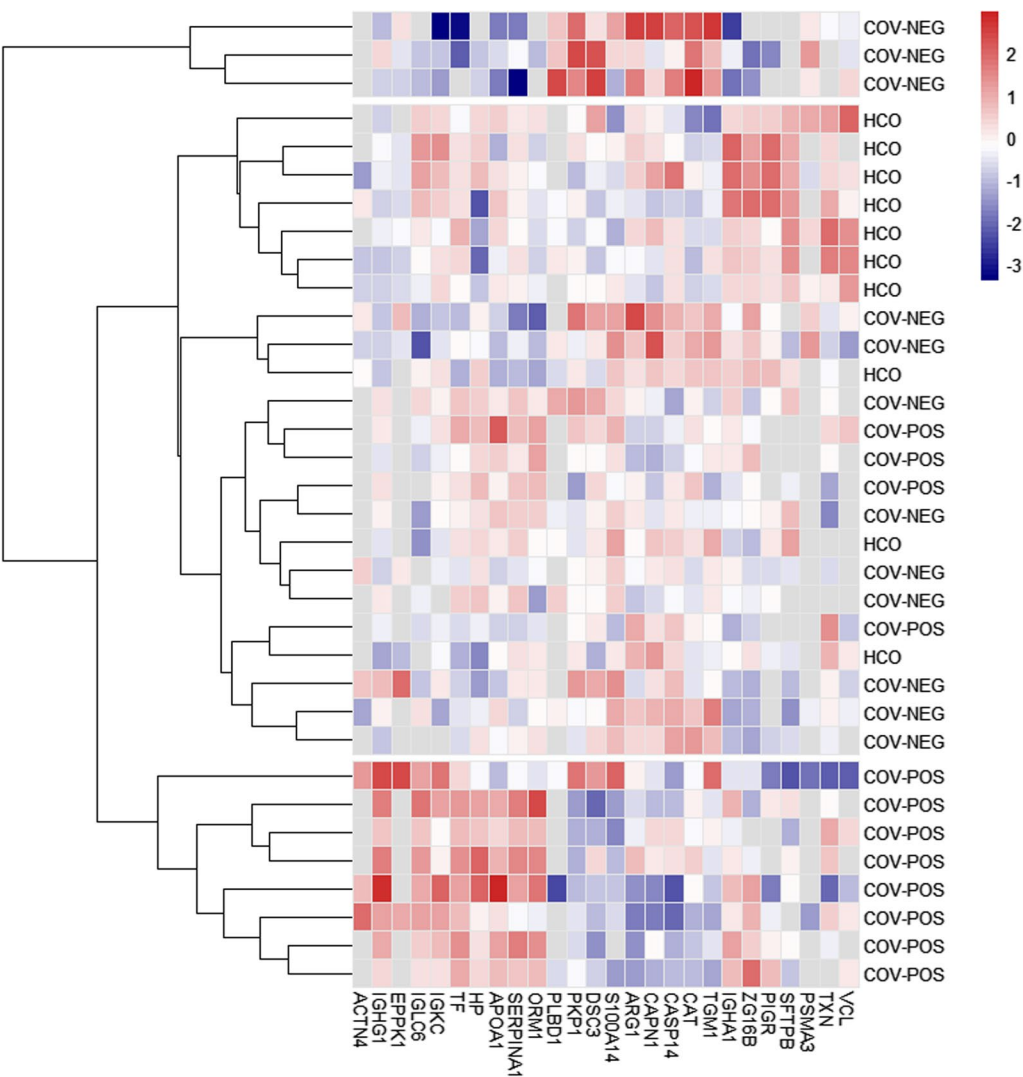 COV-NEG
COV-NEG
COV-NEG
HCO
HCO
HCO
HCO
HCO
HCO
HCO
COV-NEG
COV-NEG
HCO
COV-NEG
COV-POS
COV-POS
COV-POS
COV-NEG
HCO
COV-NEG
COV-NEG
COV-POS
HCO
COV-NEG
COV-NEG
COV-NEG
COV-POS
COV-POS
COV-POS
COV-POS
COV-POS
COV-POS
COV-POS
COV-POS
2
1
0
-1
-2
-3
ACTN4
IGHG1
EPPK1
IGLC6
IGKC
TF
HP
APOA1
SERPINA1
ORM1
PLBD1
PKP1
DSC3
S100A14
ARG1
CAPN1
CASP14
CAT
TGM1
IGHA1
ZG16B
PIGR
SFTPB
PSMA3
TXN
VCL